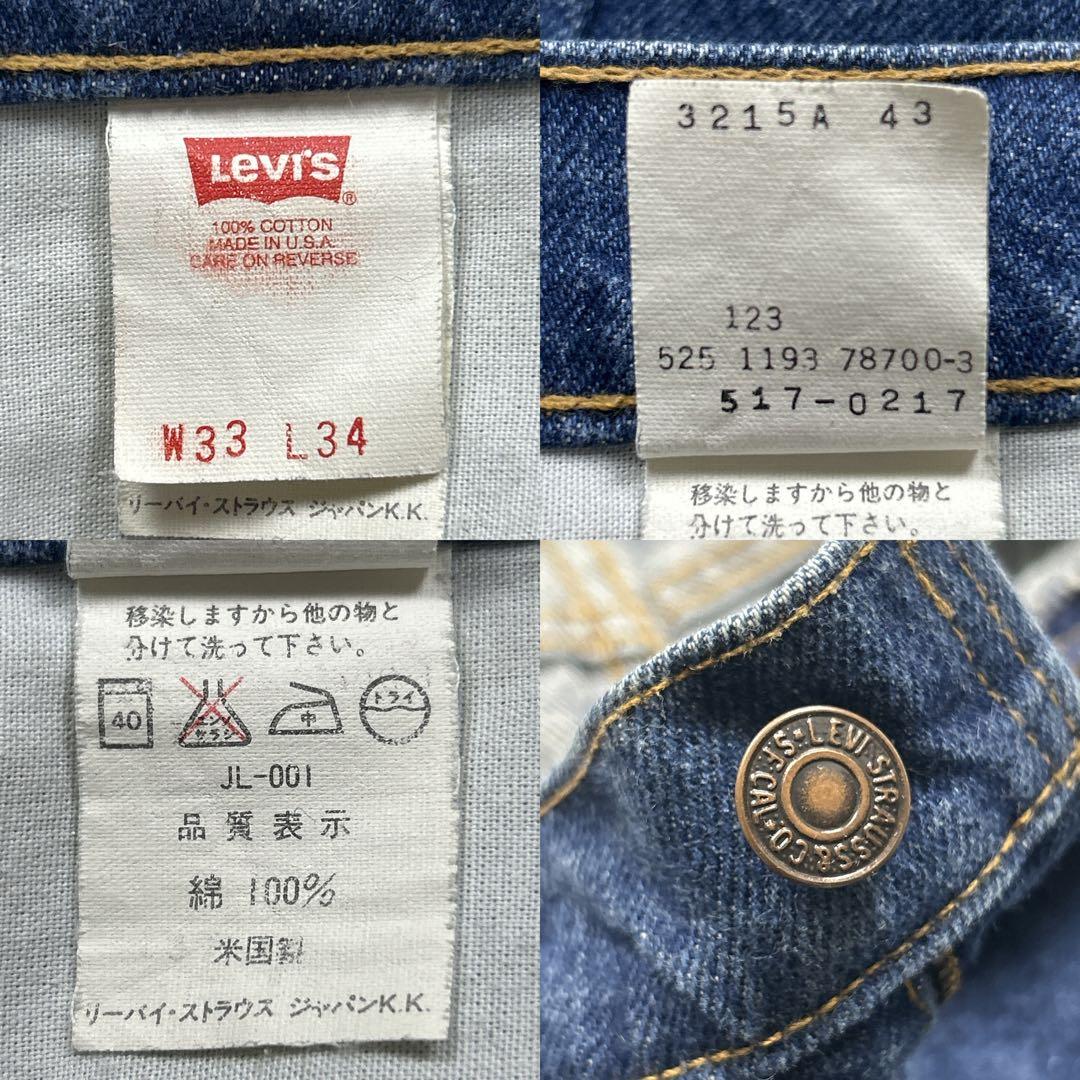 Levi's®
100% COTTON
MADE IN U.S.A.
CARE ON REVERSE
W33 L34
リーバイ・ストラウス ジャパンK.K.
3215A 43
123
525 1193 78700-3
517-0217
移染しますから他の物と
分けて洗って下さい。
移染しますから他の物と
分けて洗って下さい。
40 エンソ サラシ 中 トライ
JL-001
品質表示
綿 100%
米国製
リーバイ・ストラウス ジャパンK.K.
LEVI STRAUSS & CO S.F. CAL